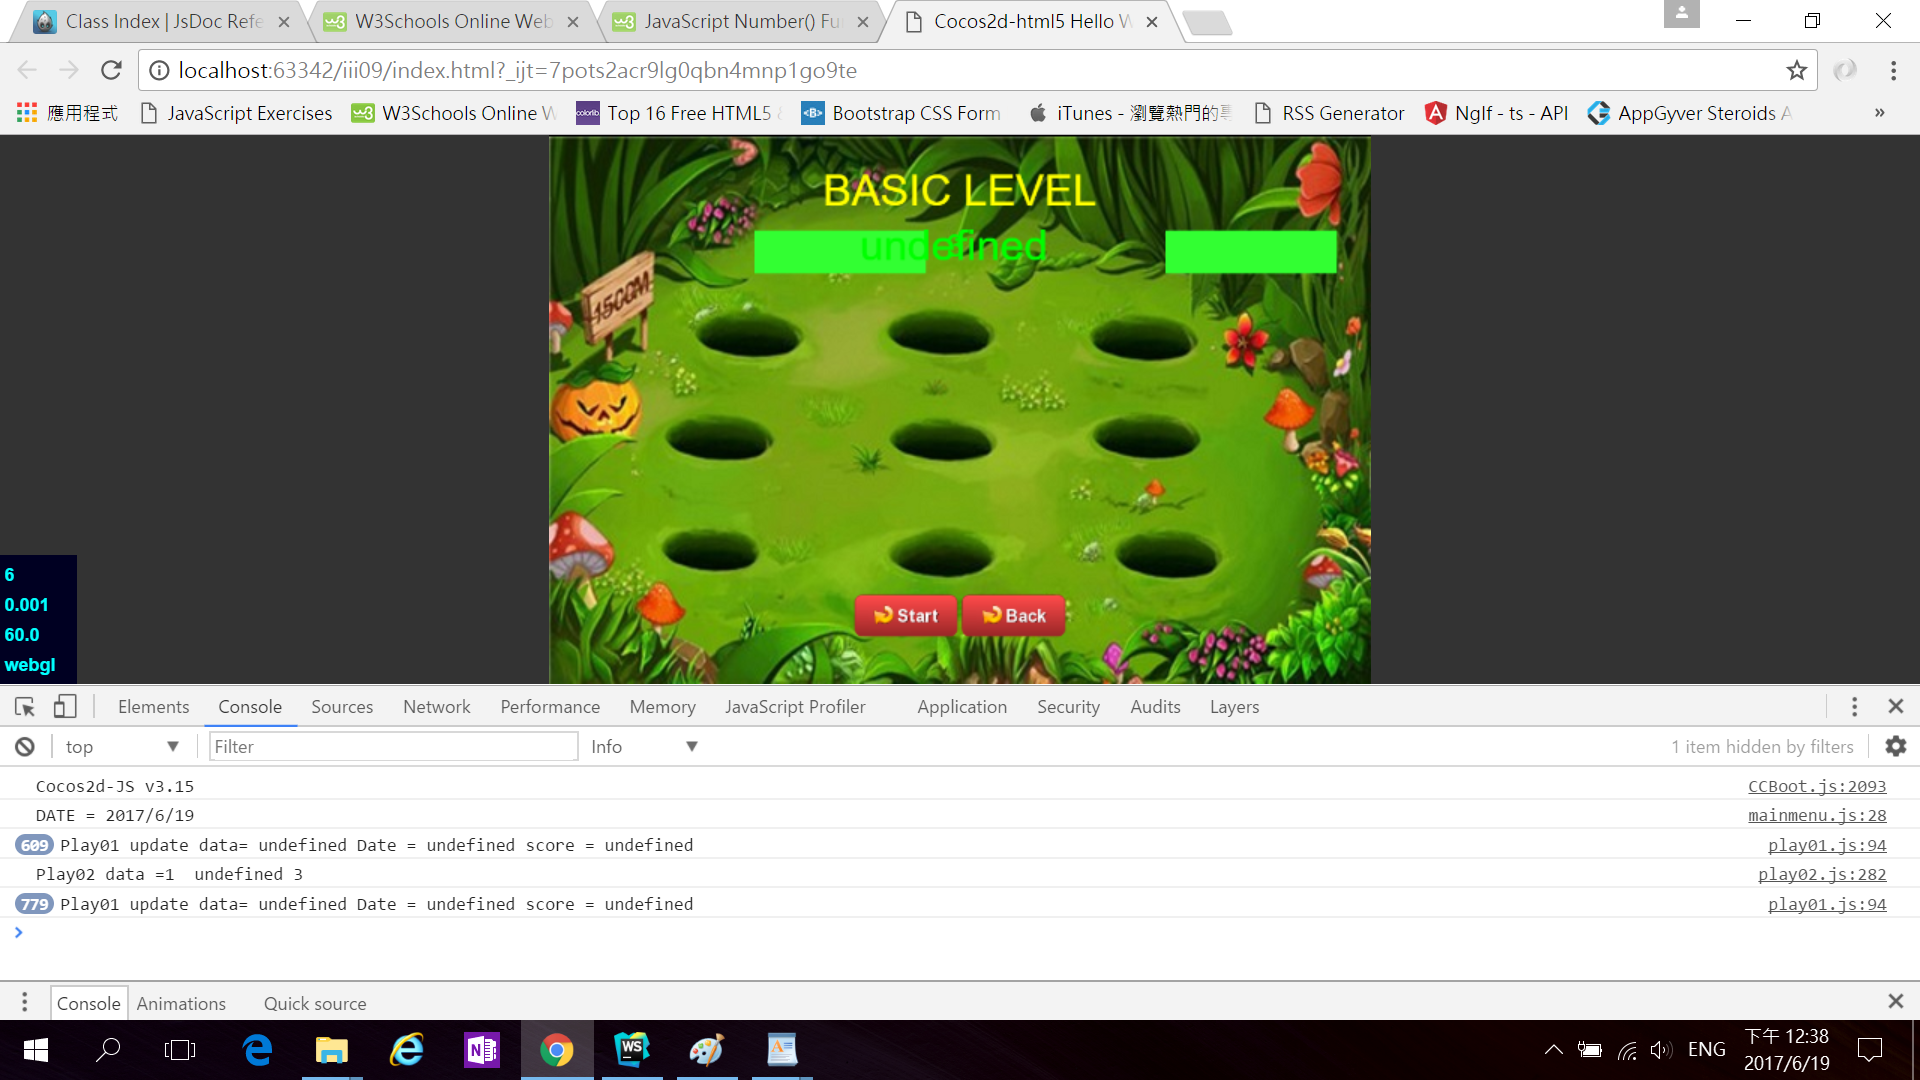 Class Index | JsDoc Refe
W3Schools Online Web
JavaScript Number() Fu
Cocos2d-html5 Hello W
localhost:63342/iii09/index.html?_ijt=7pots2acr9lg0qbn4mnp1go9te
應用程式
JavaScript Exercises
W3Schools Online W
Top 16 Free HTML5 &
Bootstrap CSS Form
iTunes - 瀏覽熱門的專
RSS Generator
NgIf - ts - API
AppGyver Steroids A
»
BASIC LEVEL
undefined
1500M
Start
Back
6
0.001
60.0
webgl
Elements Console Sources Network Performance Memory JavaScript Profiler Application Security Audits Layers
top
Filter
Info
1 item hidden by filters
Cocos2d-JS v3.15 CCBoot.js:2093
DATE = 2017/6/19 mainmenu.js:28
609 Play01 update data= undefined Date = undefined score = undefined play01.js:94
Play02 data =1  undefined 3 play02.js:282
779 Play01 update data= undefined Date = undefined score = undefined play01.js:94
Console Animations Quick source
ENG
下午 12:38
2017/6/19